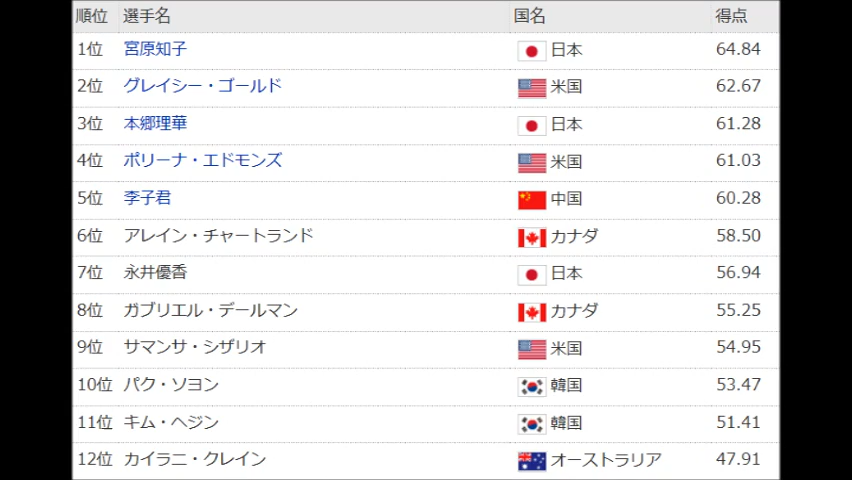 順位 選手名 国名 得点
1位 宮原知子 日本 64.84
2位 グレイシー・ゴールド 米国 62.67
3位 本郷理華 日本 61.28
4位 ポリーナ・エドモンズ 米国 61.03
5位 李子君 中国 60.28
6位 アレイン・チャートランド カナダ 58.50
7位 永井優香 日本 56.94
8位 ガブリエル・デールマン カナダ 55.25
9位 サマンサ・シザリオ 米国 54.95
10位 パク・ソヨン 韓国 53.47
11位 キム・ヘジン 韓国 51.41
12位 カイラニ・クレイン オーストラリア 47.91